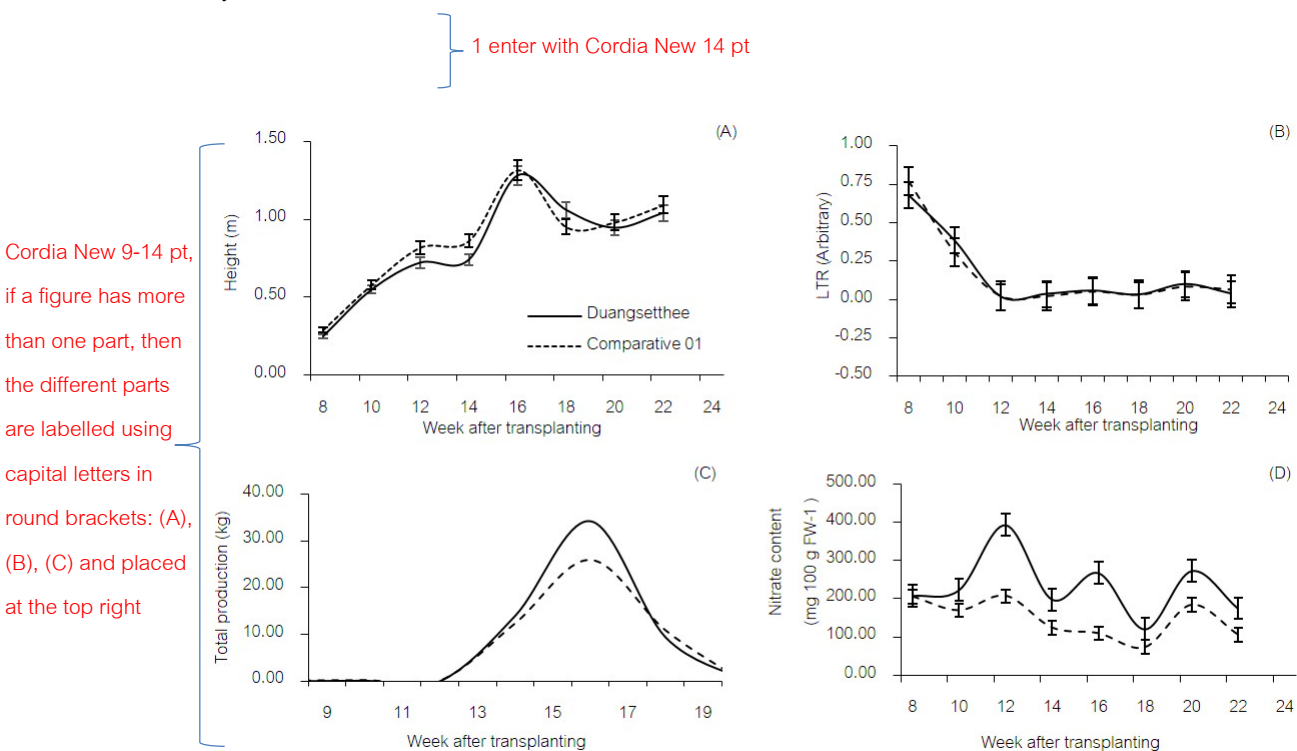 1 enter with Cordia New 14 pt
Cordia New 9-14 pt,
if a figure has more
than one part, then
the different parts
are labelled using
capital letters in
round brackets: (A),
(B), (C) and placed
at the top right
(A)
1.50
1.00
0.50
0.00
Height (m)
Duangsetthee
Comparative 01
8 10 12 14 16 18 20 22 24
Week after transplanting
(B)
1.00
0.75
0.50
0.25
0.00
-0.25
-0.50
LTR (Arbitrary)
8 10 12 14 16 18 20 22 24
Week after transplanting
(C)
40.00
30.00
20.00
10.00
0.00
Total production (kg)
9 11 13 15 17 19
Week after transplanting
(D)
500.00
400.00
300.00
200.00
100.00
0.00
Nitrate content
(mg 100 g FW-1 )
8 10 12 14 16 18 20 22 24
Week after transplanting